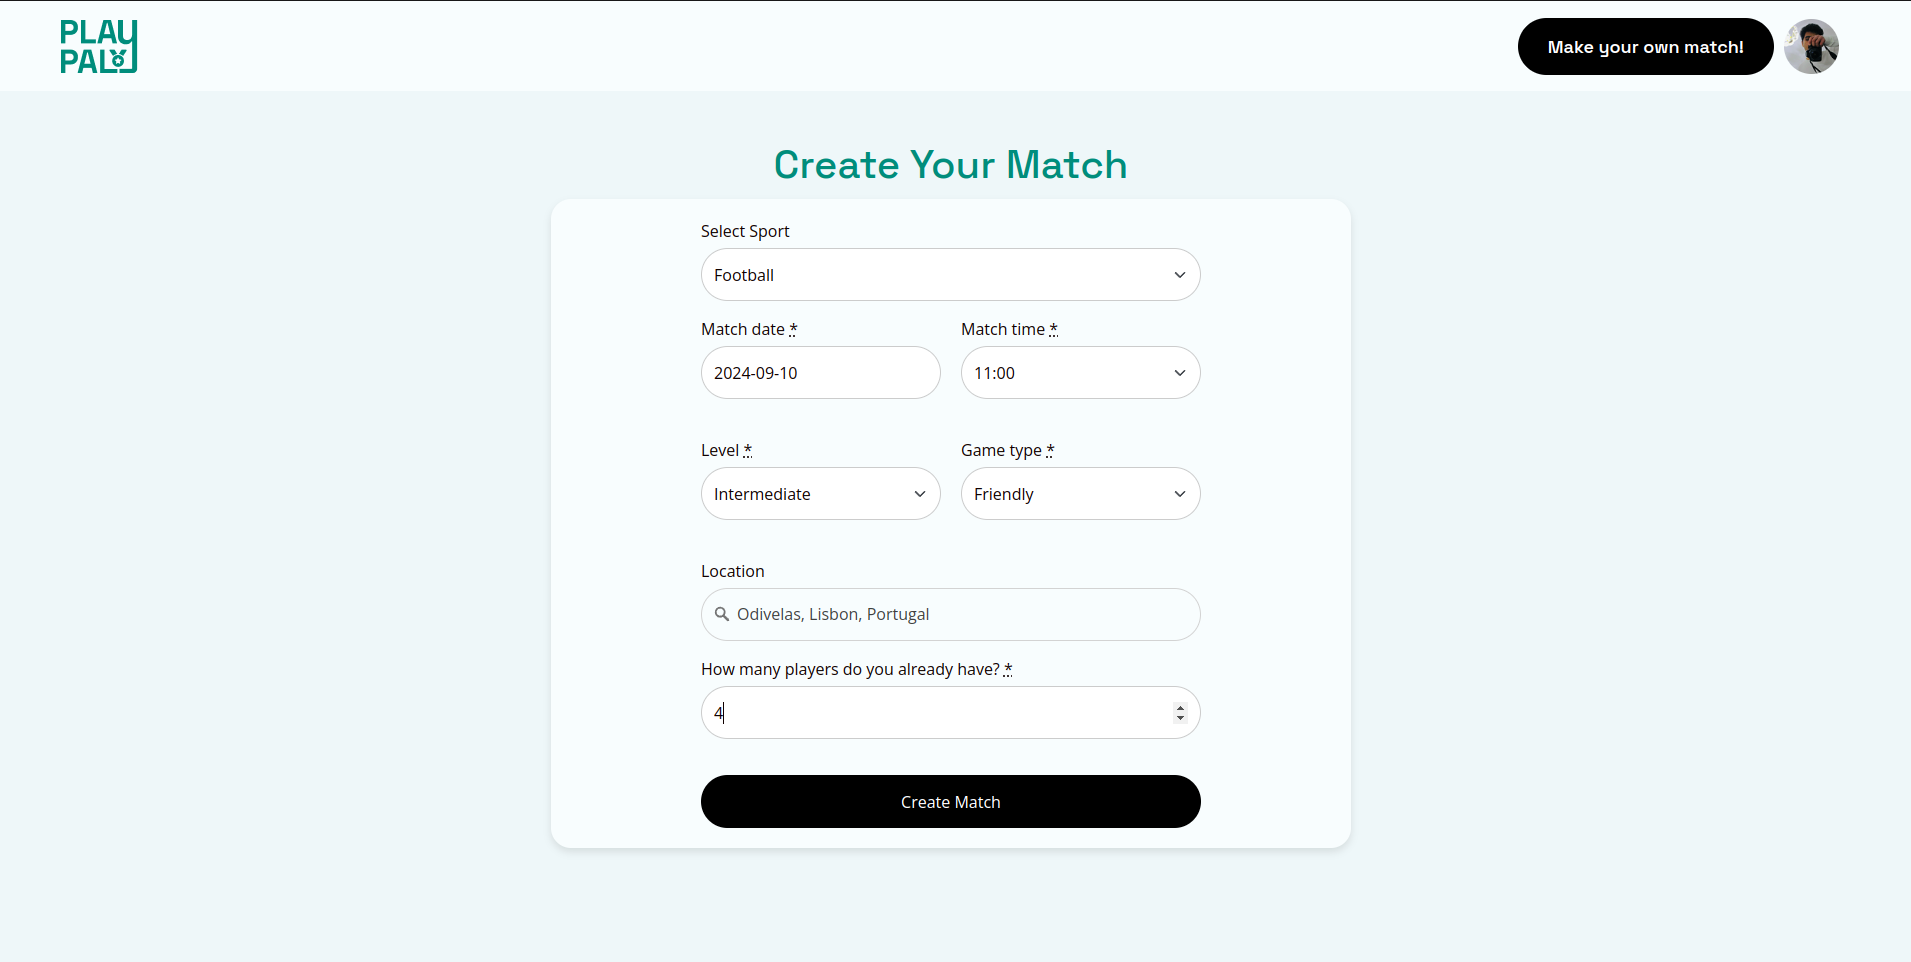 PLAY
PAL
Make your own match!
Create Your Match
Select Sport
Football
Match date * Match time *
2024-09-10 11:00
Level * Game type *
Intermediate Friendly
Location
Odivelas, Lisbon, Portugal
How many players do you already have? *
4
Create Match